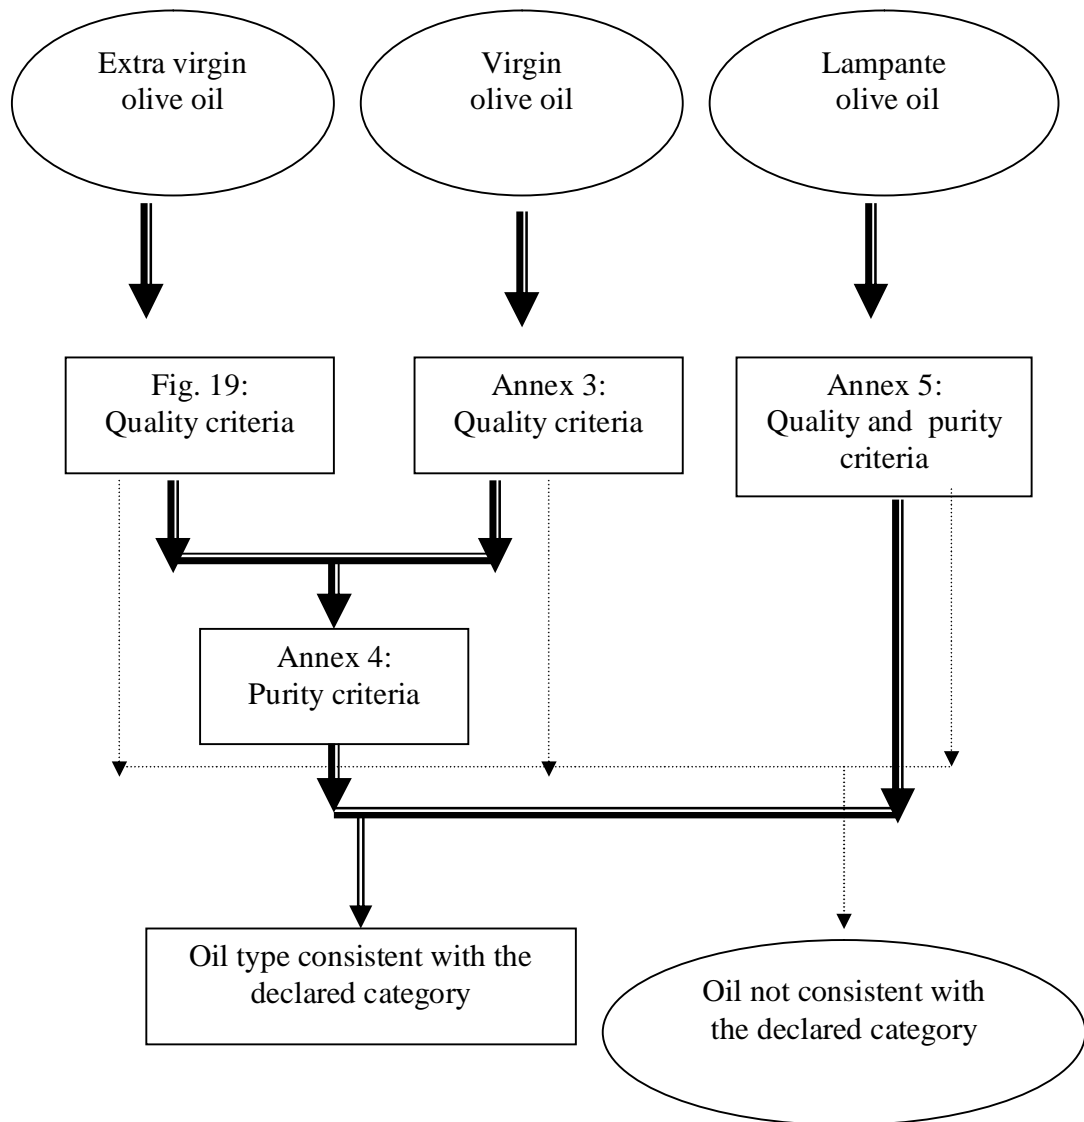 Extra virgin
olive oil
Virgin
olive oil
Lampante
olive oil
Fig. 19:
Quality criteria
Annex 3:
Quality criteria
Annex 5:
Quality and purity
criteria
Annex 4:
Purity criteria
Oil type consistent with the
declared category
Oil not consistent with
the declared category